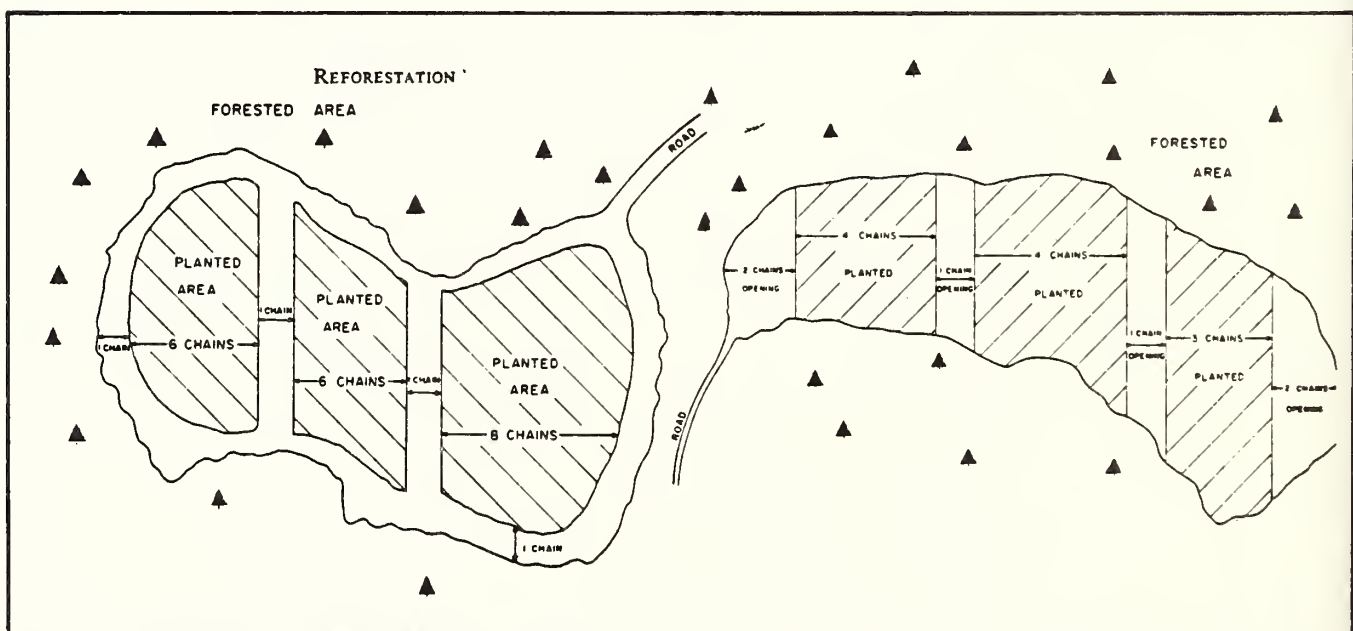 REFORESTATION
FORESTED AREA
ROAD
PLANTED
AREA
1 CHAIN
6 CHAINS
1 CHAIN
PLANTED
AREA
6 CHAINS
1 CHAIN
PLANTED
AREA
8 CHAINS
1 CHAIN
ROAD
FORESTED
AREA
2 CHAINS
OPENING
4 CHAINS
PLANTED
1 CHAIN
OPENING
4 CHAINS
PLANTED
1 CHAIN
OPENING
3 CHAINS
PLANTED
2 CHAINS
OPENING